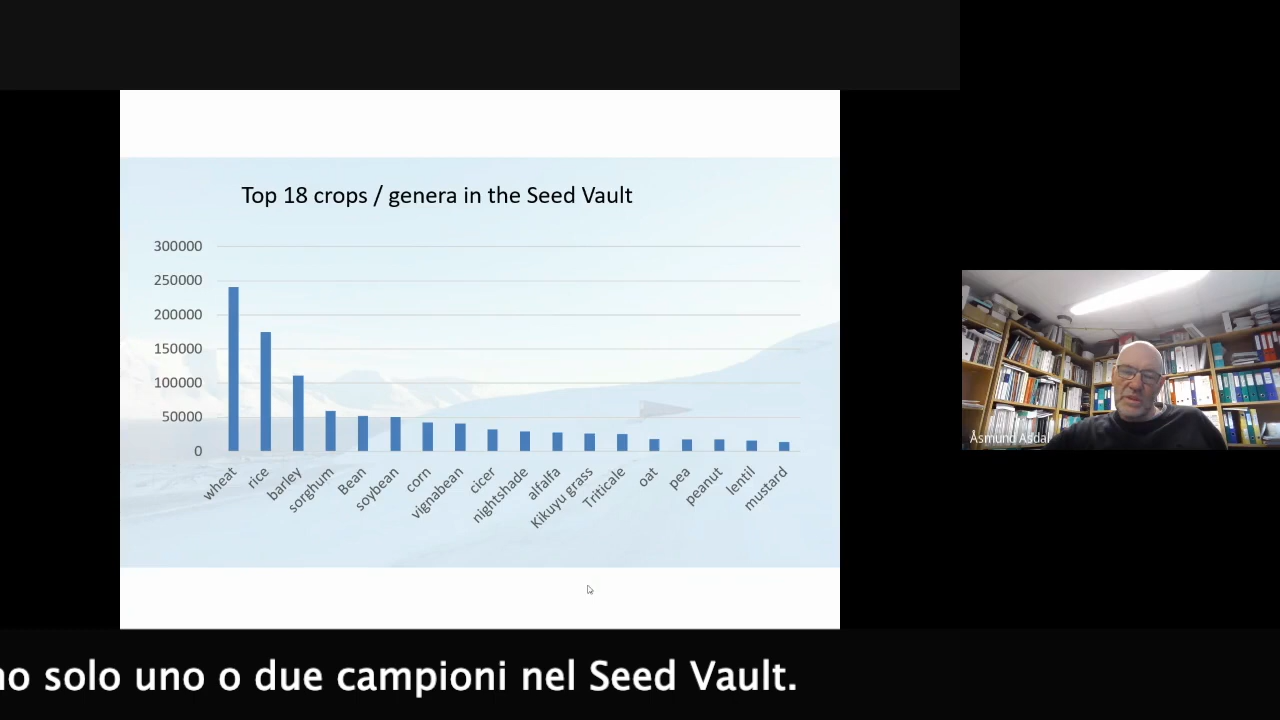 Top 18 crops / genera in the Seed Vault
300000
250000
200000
150000
100000
50000
0
wheat
rice
barley
sorghum
Bean
soybean
corn
vignabean
cicer
nightshade
alfalfa
Kikuyu grass
Triticale
oat
pea
peanut
lentil
mustard
Åsmund Asdal
solo uno o due campioni nel Seed Vault.